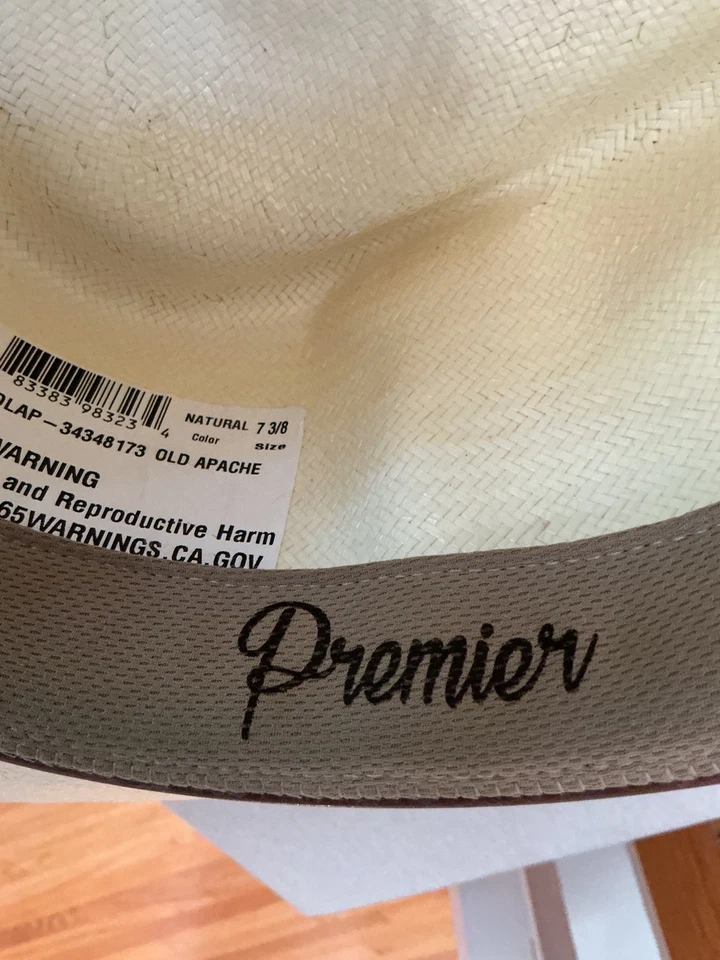 83383 98323 4
NATURAL 7 3/8
Color Size
OLAP-34348173 OLD APACHE
WARNING
and Reproductive Harm
65WARNINGS.CA.GOV
Premier